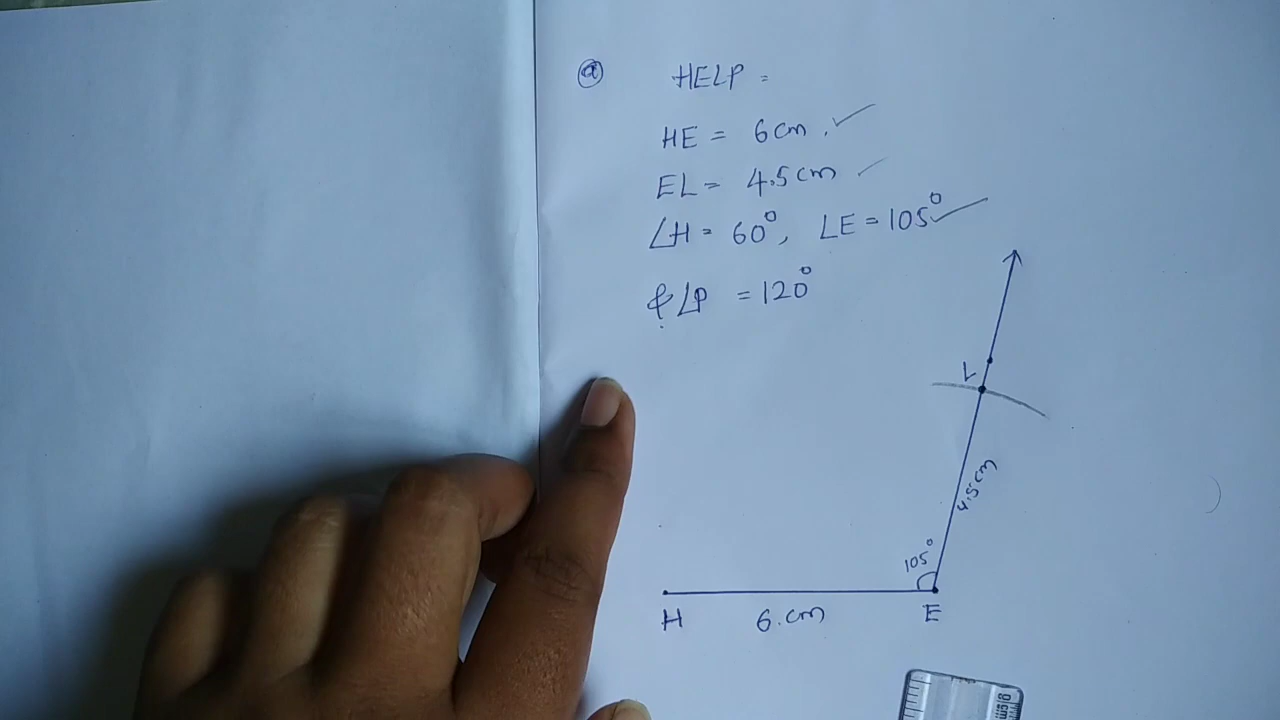 a HELP =
HE = 6cm.
EL = 4.5cm
∠H = 60°, ∠E = 105°
& ∠P = 120°
L
4.5cm
105°
H 6.cm E